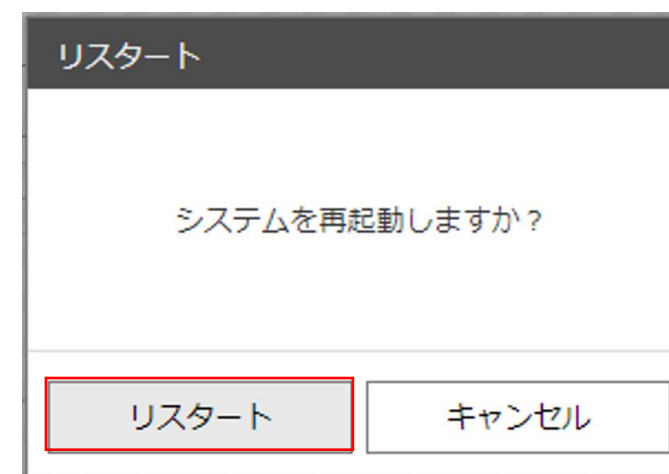 リスタート
システムを再起動しますか？
リスタート
キャンセル